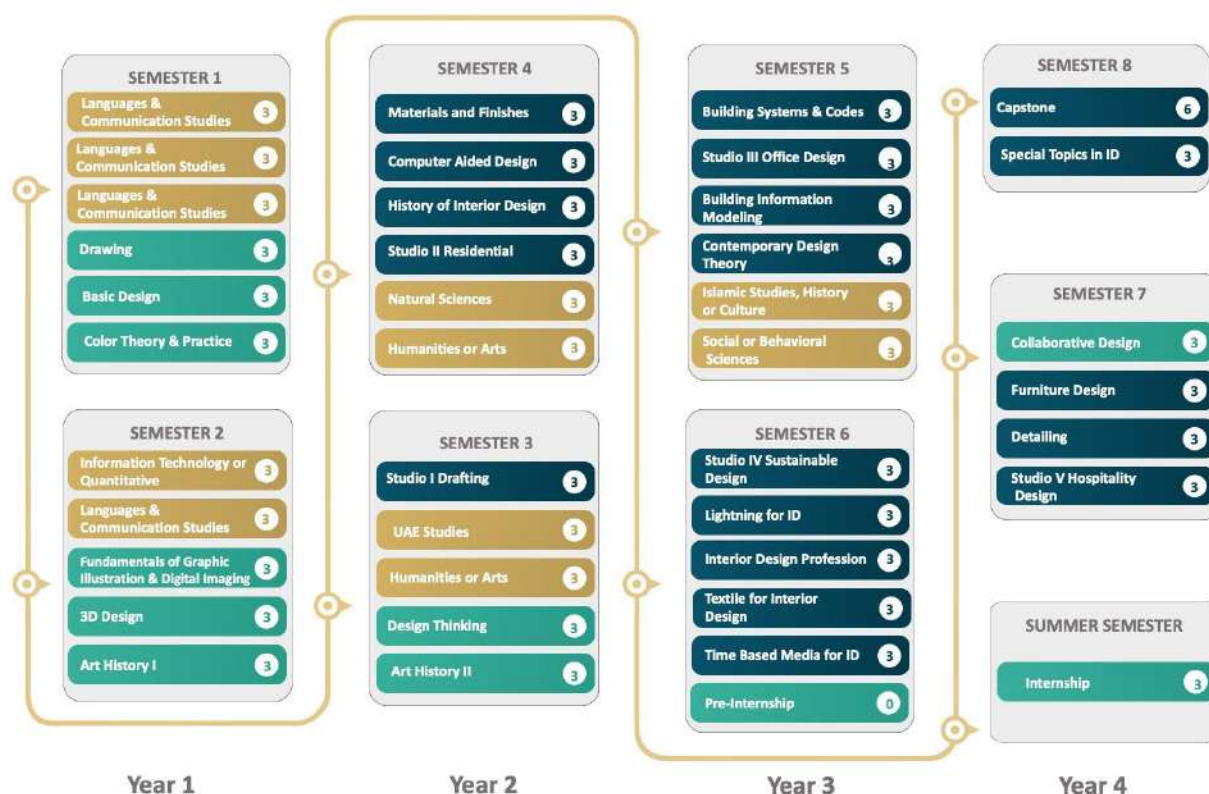 SEMESTER 1
Languages &
Communication Studies
3
Languages &
Communication Studies
3
Languages &
Communication Studies
3
Drawing
3
Basic Design
3
Color Theory & Practice
3
SEMESTER 2
Information Technology or
Quantitative
3
Languages &
Communication Studies
3
Fundamentals of Graphic
Illustration & Digital Imaging
3
3D Design
3
Art History I
3
Year 1
SEMESTER 4
Materials and Finishes
3
Computer Aided Design
3
History of Interior Design
3
Studio II Residential
3
Natural Sciences
3
Humanities or Arts
3
SEMESTER 3
Studio I Drafting
3
UAE Studies
3
Humanities or Arts
3
Design Thinking
3
Art History II
3
Year 2
SEMESTER 5
Building Systems & Codes
3
Studio III Office Design
3
Building Information
Modeling
3
Contemporary Design
Theory
3
Islamic Studies, History
or Culture
3
Social or Behavioral
Sciences
3
SEMESTER 6
Studio IV Sustainable
Design
3
Lightning for ID
3
Interior Design Profession
3
Textile for Interior
Design
3
Time Based Media for ID
3
Pre-Internship
0
Year 3
SEMESTER 8
Capstone
6
Special Topics in ID
3
SEMESTER 7
Collaborative Design
3
Furniture Design
3
Detailing
3
Studio V Hospitality
Design
3
SUMMER SEMESTER
Internship
3
Year 4